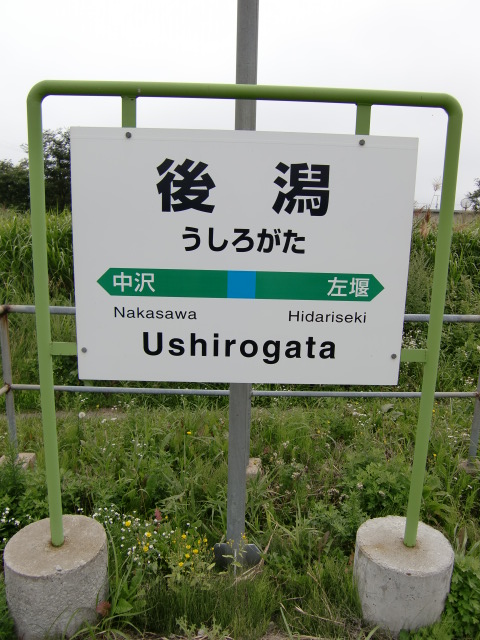 後潟
うしろがた
中沢 左堰
Nakasawa Hidariseki
Ushirogata